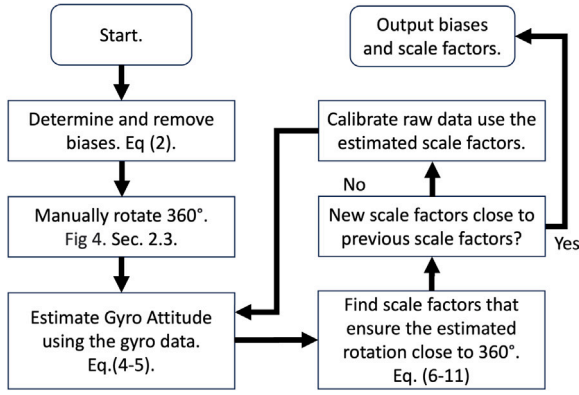 Start.
Determine and remove
biases. Eq (2).
Manually rotate 360°.
Fig 4. Sec. 2.3.
Estimate Gyro Attitude
using the gyro data.
Eq.(4-5).
Find scale factors that
ensure the estimated
rotation close to 360°.
Eq. (6-11)
New scale factors close to
previous scale factors?
No
Yes
Calibrate raw data use the
estimated scale factors.
Output biases
and scale factors.